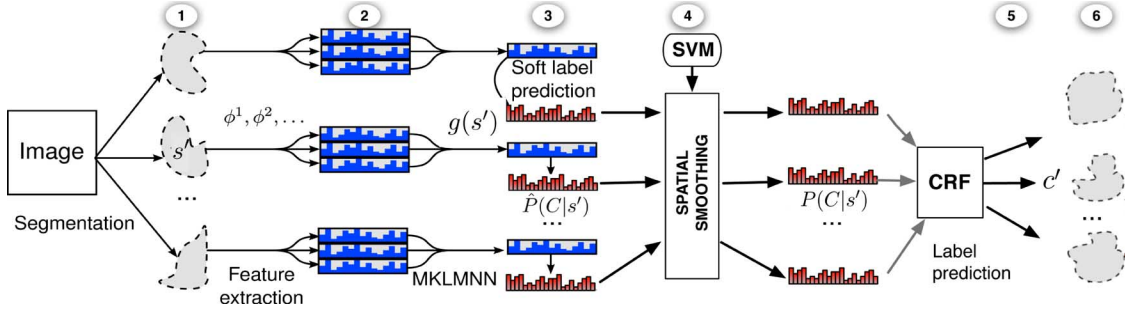 1
2
3
4
5
6
SVM
Soft label
prediction
ϕ¹, ϕ², ...
g(s′)
Image
s′
SPATIAL
SMOOTHING
CRF
c′
...
P̂(C|s′)
...
P(C|s′)
...
...
Segmentation
Feature
extraction
MKLMNN
Label
prediction